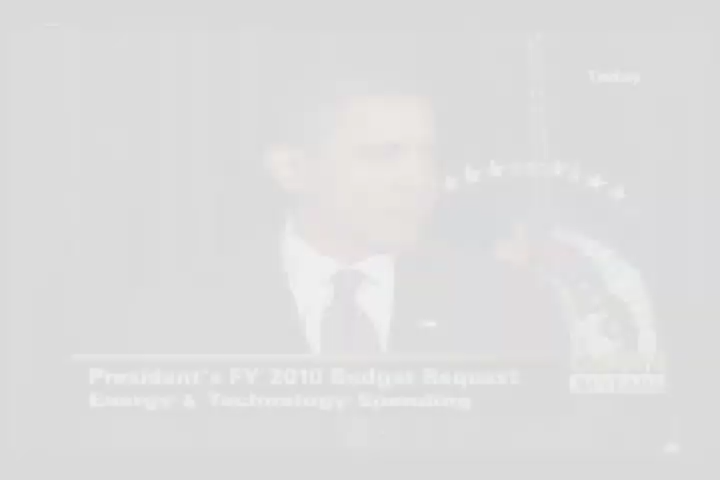 Today
President's FY 2010 Budget Request
Energy & Technology Spending